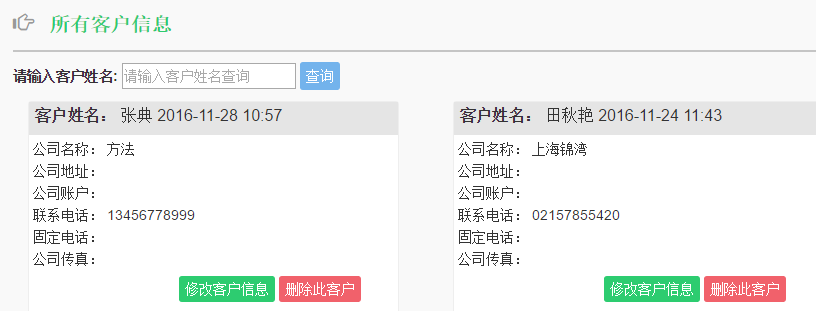 所有客户信息
请输入客户姓名: 请输入客户姓名查询 查询
客户姓名： 张典 2016-11-28 10:57
公司名称： 方法
公司地址：
公司账户：
联系电话： 13456778999
固定电话：
公司传真：
修改客户信息 删除此客户
客户姓名： 田秋艳 2016-11-24 11:43
公司名称： 上海锦湾
公司地址：
公司账户：
联系电话： 02157855420
固定电话：
公司传真：
修改客户信息 删除此客户